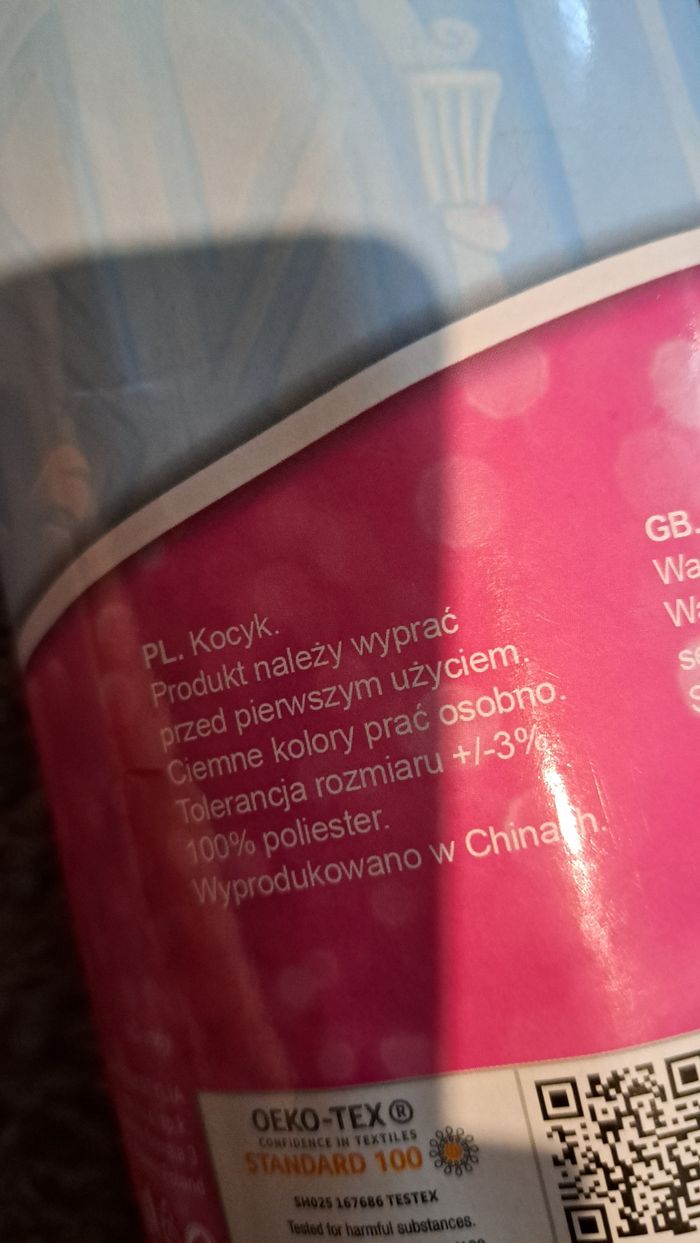 PL. Kocyk.
Produkt należy wyprać
przed pierwszym użyciem.
Ciemne kolory prać osobno.
Tolerancja rozmiaru +/-3%.
100% poliester.
Wyprodukowano w Chinach.
GB.
OEKO-TEX®
CONFIDENCE IN TEXTILES
STANDARD 100
SH025 167686 TESTEX
Tested for harmful substances.